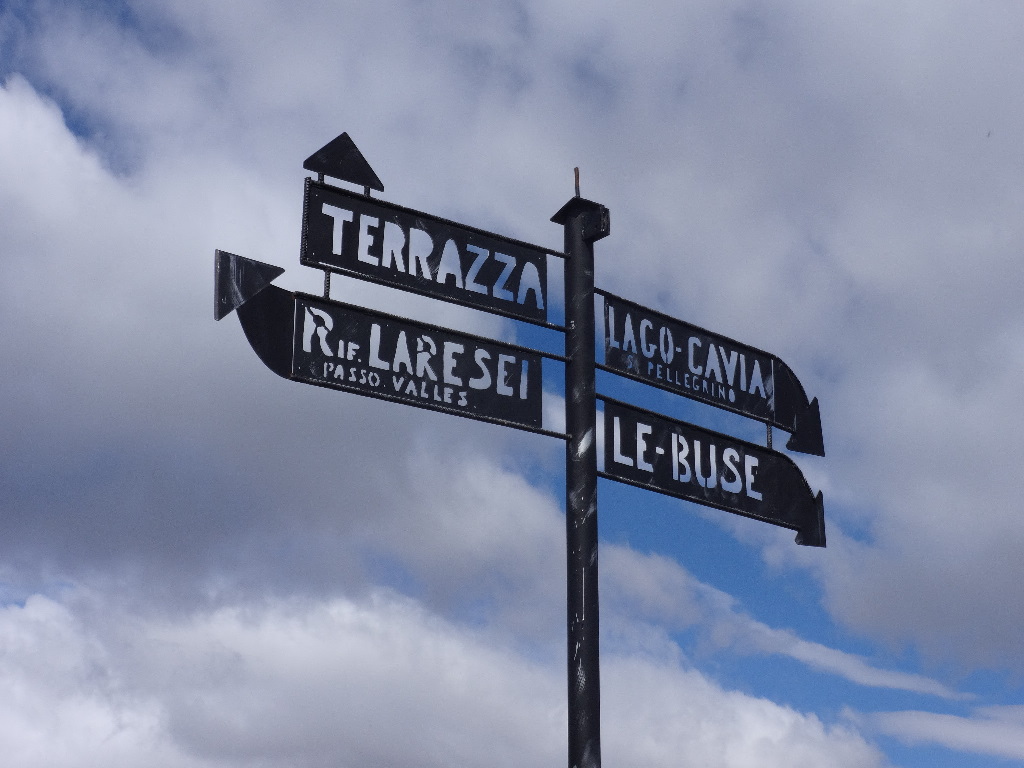 TERRAZZA
RIF. LARESEI
PASSO. VALLES
LAGO-CAVIA
S. PELLEGRINO
LE-BUSE